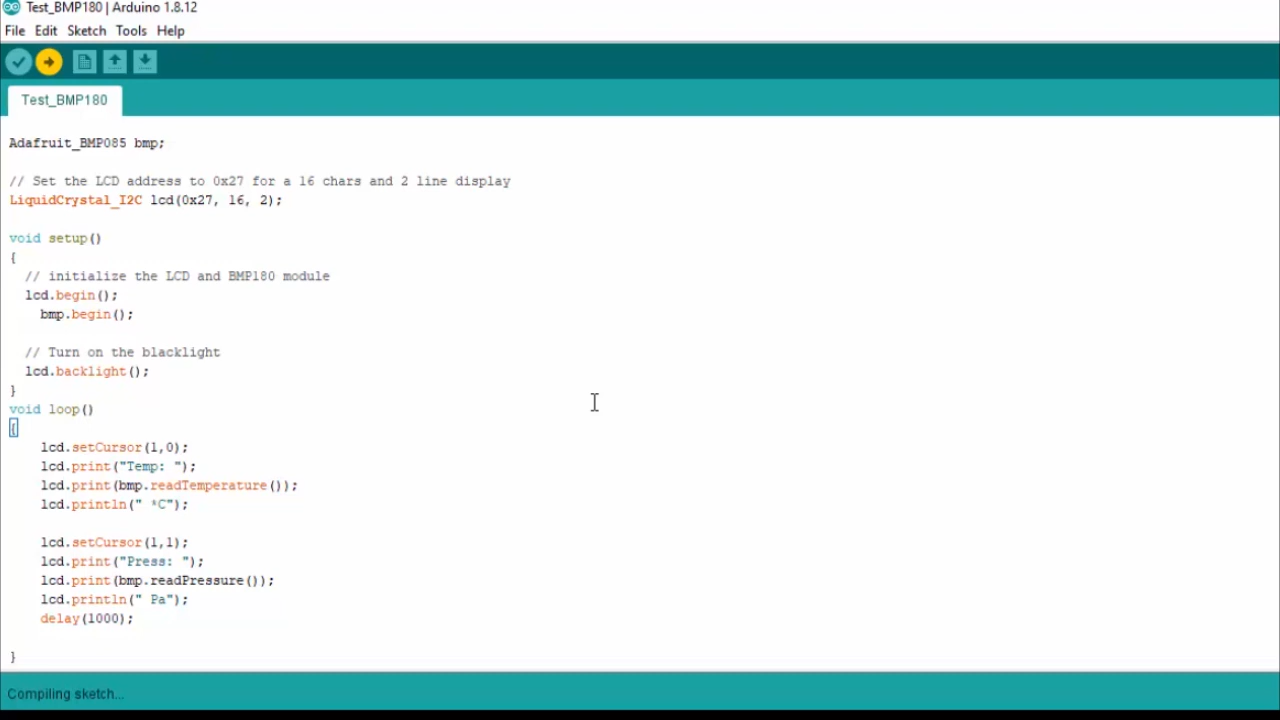 Test_BMP180 | Arduino 1.8.12
File Edit Sketch Tools Help
Test_BMP180
Adafruit_BMP085 bmp;
// Set the LCD address to 0x27 for a 16 chars and 2 line display
LiquidCrystal_I2C lcd(0x27, 16, 2);
void setup()
{
// initialize the LCD and BMP180 module
lcd.begin();
bmp.begin();
// Turn on the blacklight
lcd.backlight();
}
void loop()
{
lcd.setCursor(1,0);
lcd.print("Temp: ");
lcd.print(bmp.readTemperature());
lcd.println(" *C");
lcd.setCursor(1,1);
lcd.print("Press: ");
lcd.print(bmp.readPressure());
lcd.println(" Pa");
delay(1000);
}
Compiling sketch...